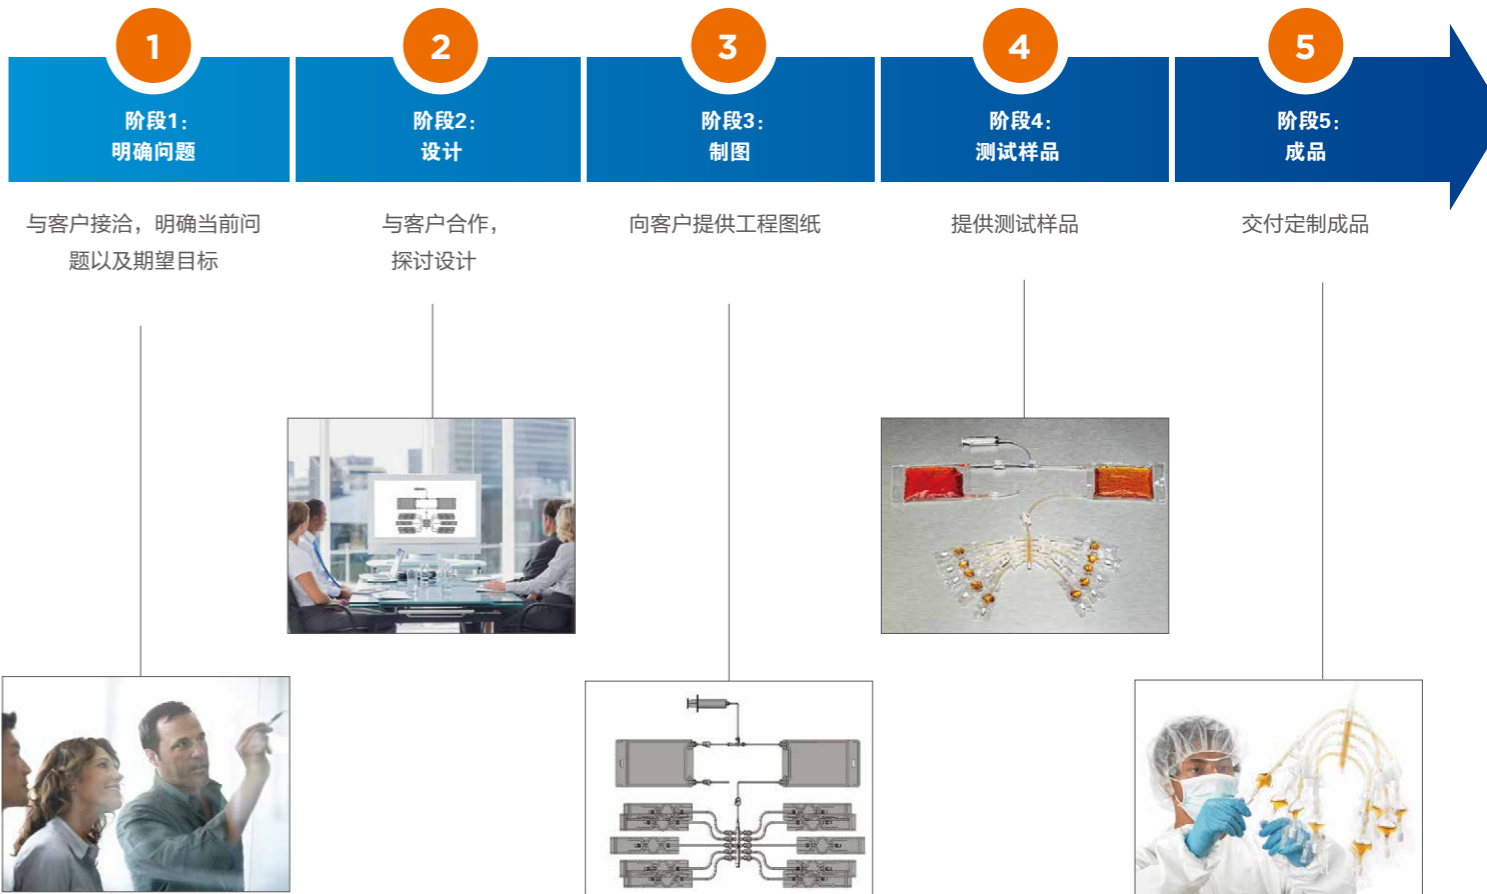 1
阶段1：
明确问题
与客户接洽，明确当前问
题以及期望目标
2
阶段2：
设计
与客户合作，
探讨设计
3
阶段3：
制图
向客户提供工程图纸
4
阶段4：
测试样品
提供测试样品
5
阶段5：
成品
交付定制成品